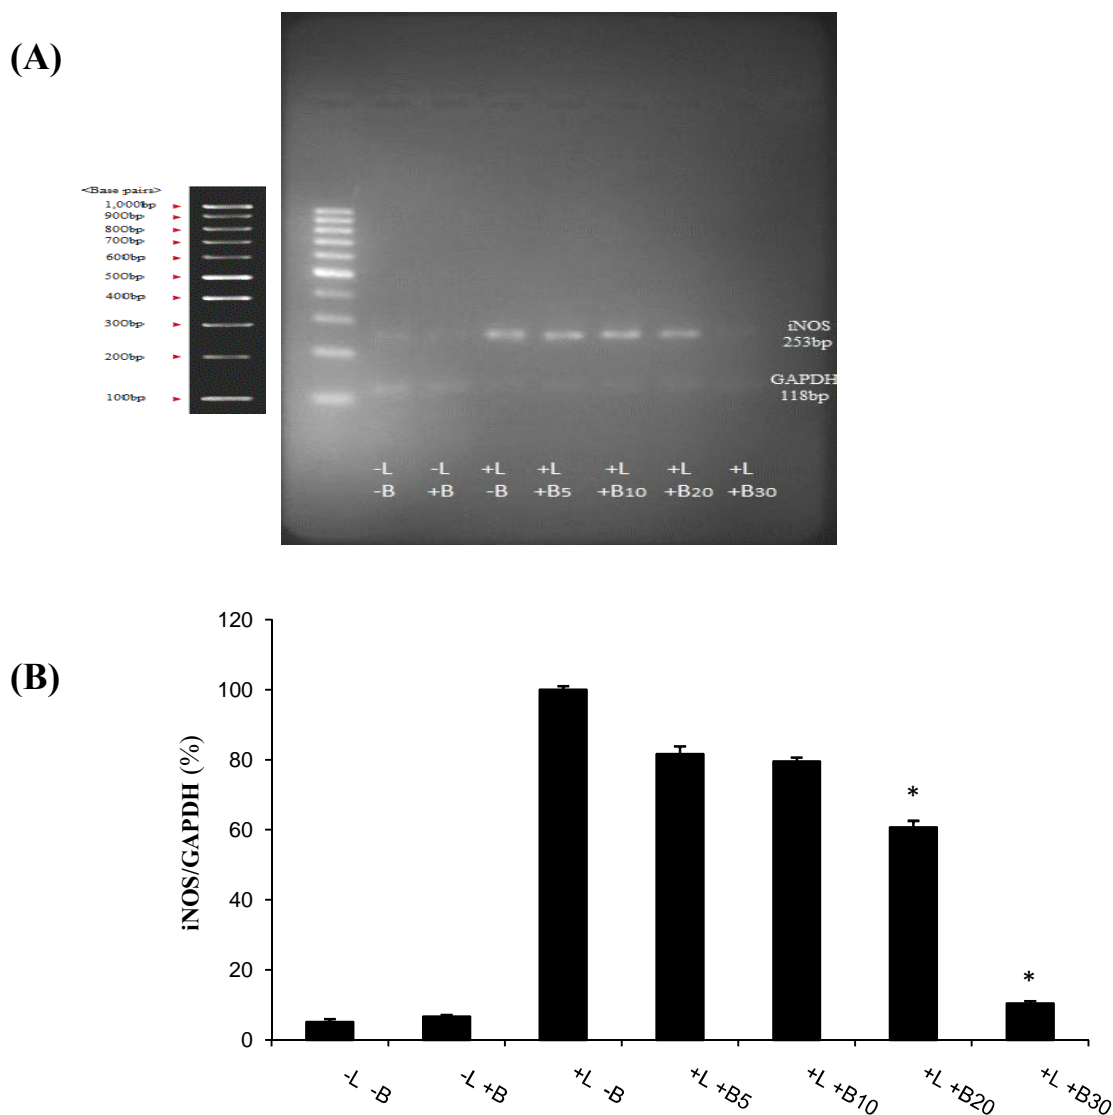 (A)
<Base pairs>
1,000bp
900bp
800bp
700bp
600bp
500bp
400bp
300bp
200bp
100bp
iNOS
253bp
GAPDH
118bp
-L -L +L +L +L +L +L
-B +B -B +B5 +B10 +B20 +B30
(B)
iNOS/GAPDH (%)
120
100
80
60
40
20
0
*
*
-L -B
-L +B
+L -B
+L +B5
+L +B10
+L +B20
+L +B30